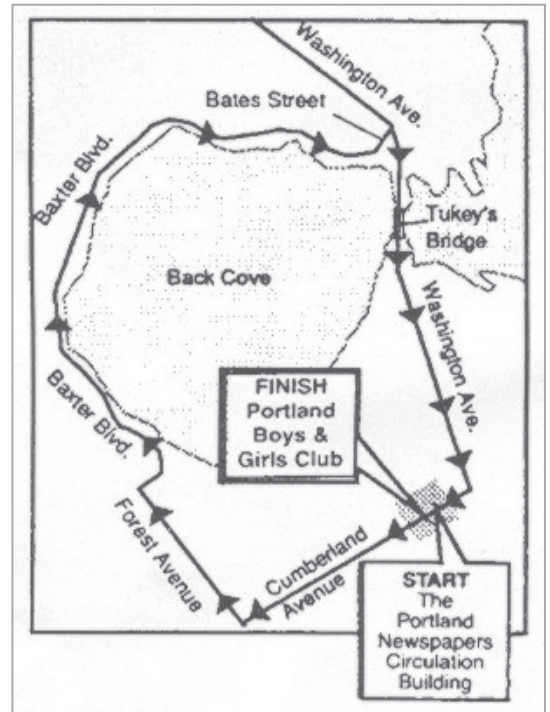 Washington Ave.
Bates Street
Baxter Blvd.
Tukey's
Bridge
Back Cove
Washington Ave.
FINISH
Portland
Boys &
Girls Club
Baxter Blvd.
Forest Avenue
Cumberland
Avenue
START
The
Portland
Newspapers
Circulation
Building